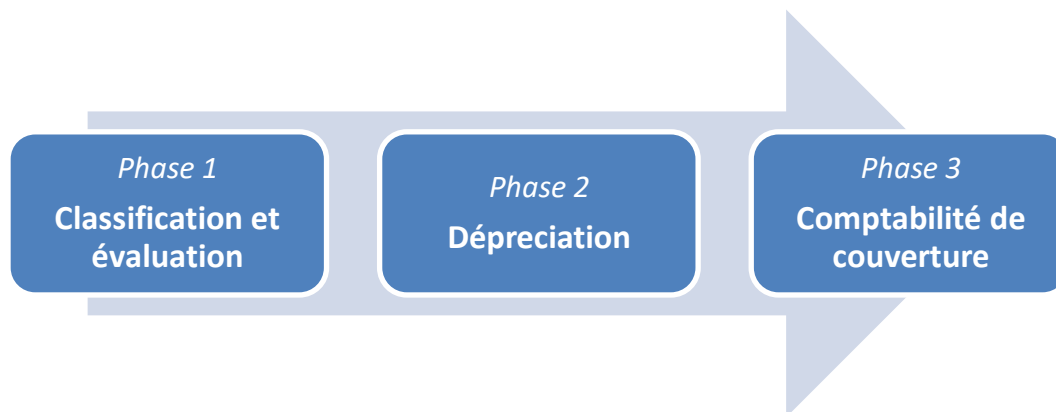 Phase 1
Classification et
évaluation
Phase 2
Dépreciation
Phase 3
Comptabilité de
couverture